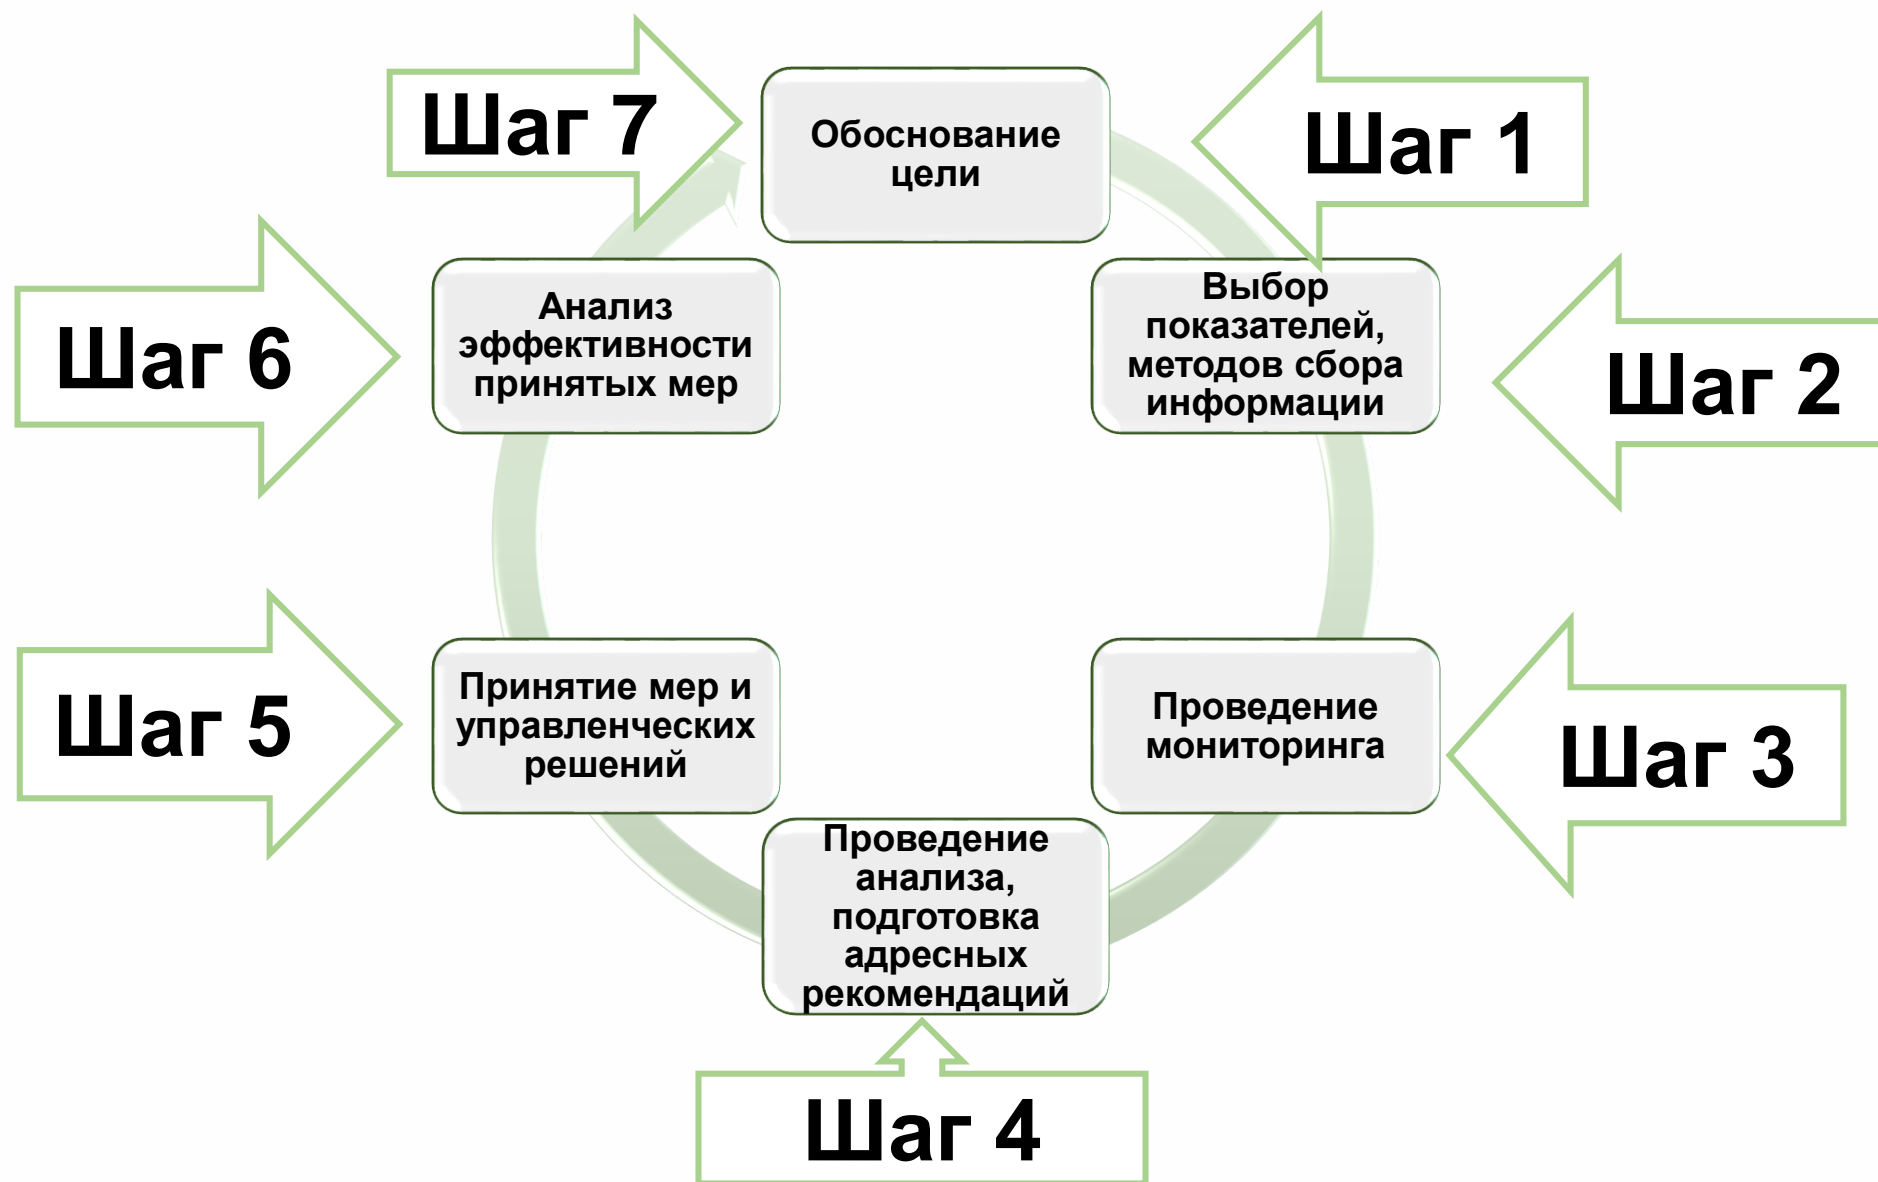 Шаг 7
Обоснование
цели
Шаг 1
Шаг 6
Анализ
эффективности
принятых мер
Выбор
показателей,
методов сбора
информации
Шаг 2
Шаг 5
Принятие мер и
управленческих
решений
Проведение
мониторинга
Шаг 3
Проведение
анализа,
подготовка
адресных
рекомендаций
Шаг 4